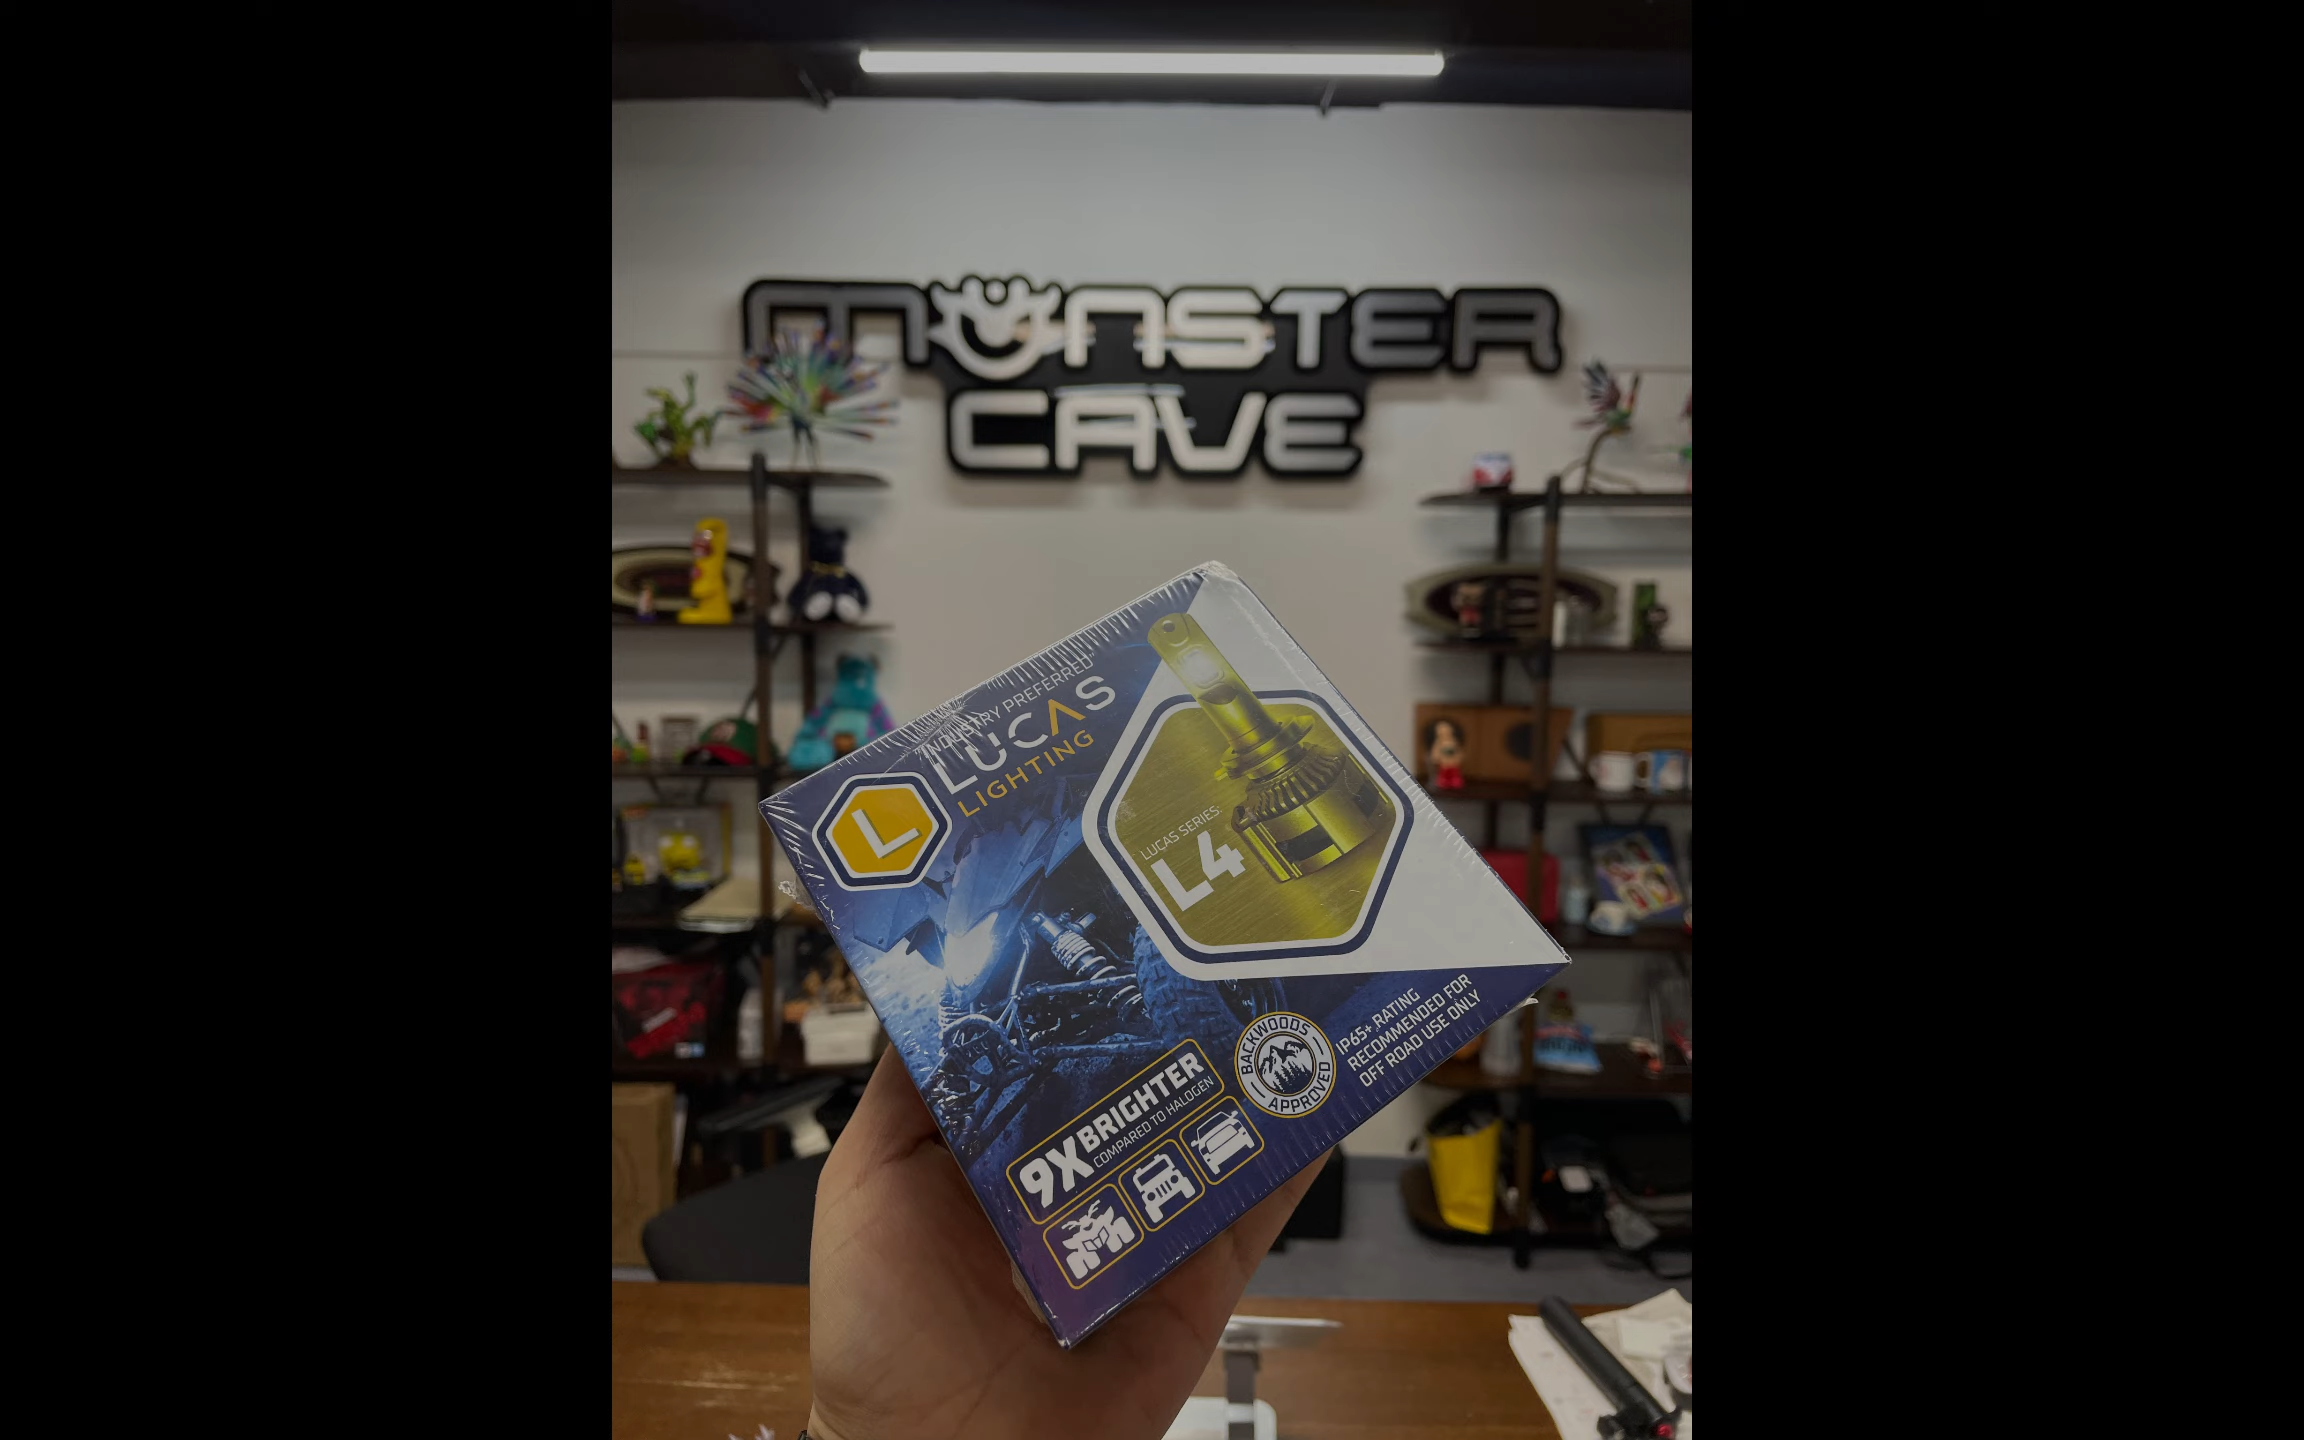 MONSTER
CAVE
"INDUSTRY PREFERRED"
LUCAS
LIGHTING
L
LUCAS SERIES:
L4
9X BRIGHTER
COMPARED TO HALOGEN
BACKWOODS
APPROVED
IP65+ RATING
RECOMMENDED FOR
OFF ROAD USE ONLY